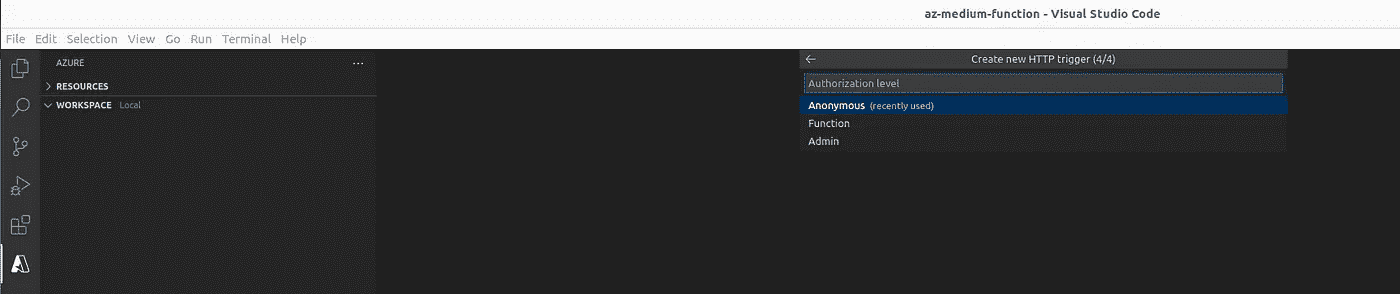 az-medium-function - Visual Studio Code
File Edit Selection View Go Run Terminal Help
AZURE ...
RESOURCES
WORKSPACE Local
Create new HTTP trigger (4/4)
Authorization level
Anonymous (recently used)
Function
Admin